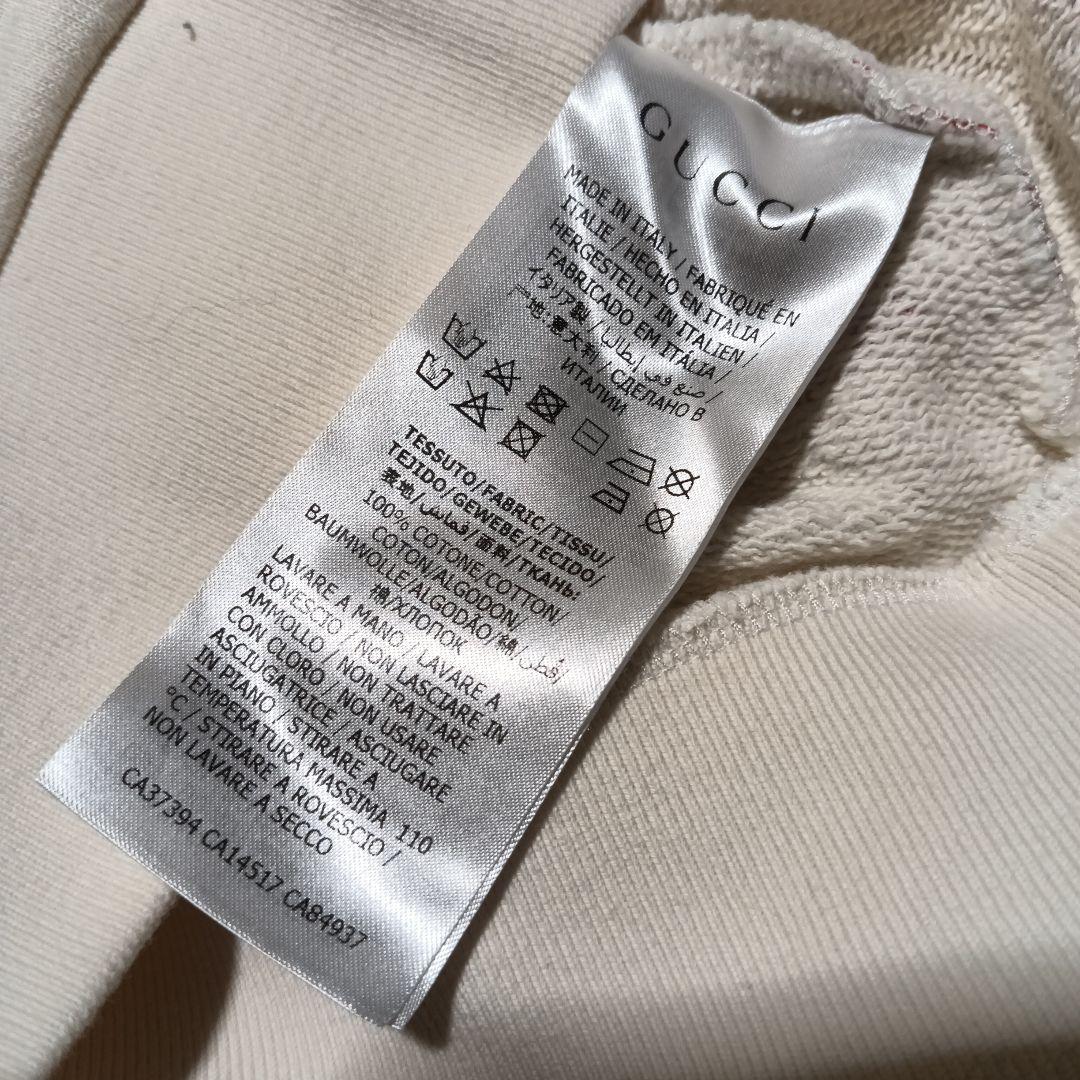 GUCCI
MADE IN ITALY / FABRIQUÉ EN
ITALIE / HECHO EN ITALIA /
HERGESTELLT IN ITALIEN /
FABRICADO EM ITÁLIA /
イタリア製 / صنع في إيطاليا /
产地:意大利 / СДЕЛАНО В
ИТАЛИИ
TESSUTO/FABRIC/TISSU/
TEJIDO/GEWEBE/TECIDO/
表地/قماش/面料/ТКАНЬ:
100% COTONE/COTTON/
COTON/ALGODON/
BAUMWOLLE/ALGODÃO/綿/قطن/
棉/ХЛОПОК
LAVARE A MANO / LAVARE A
ROVESCIO / NON LASCIARE IN
AMMOLLO / NON TRATTARE
CON CLORO / NON USARE
ASCIUGATRICE / ASCIUGARE
IN PIANO / STIRARE A
TEMPERATURA MASSIMA 110
°C / STIRARE A ROVESCIO /
NON LAVARE A SECCO
CA37394 CA14517 CA84937